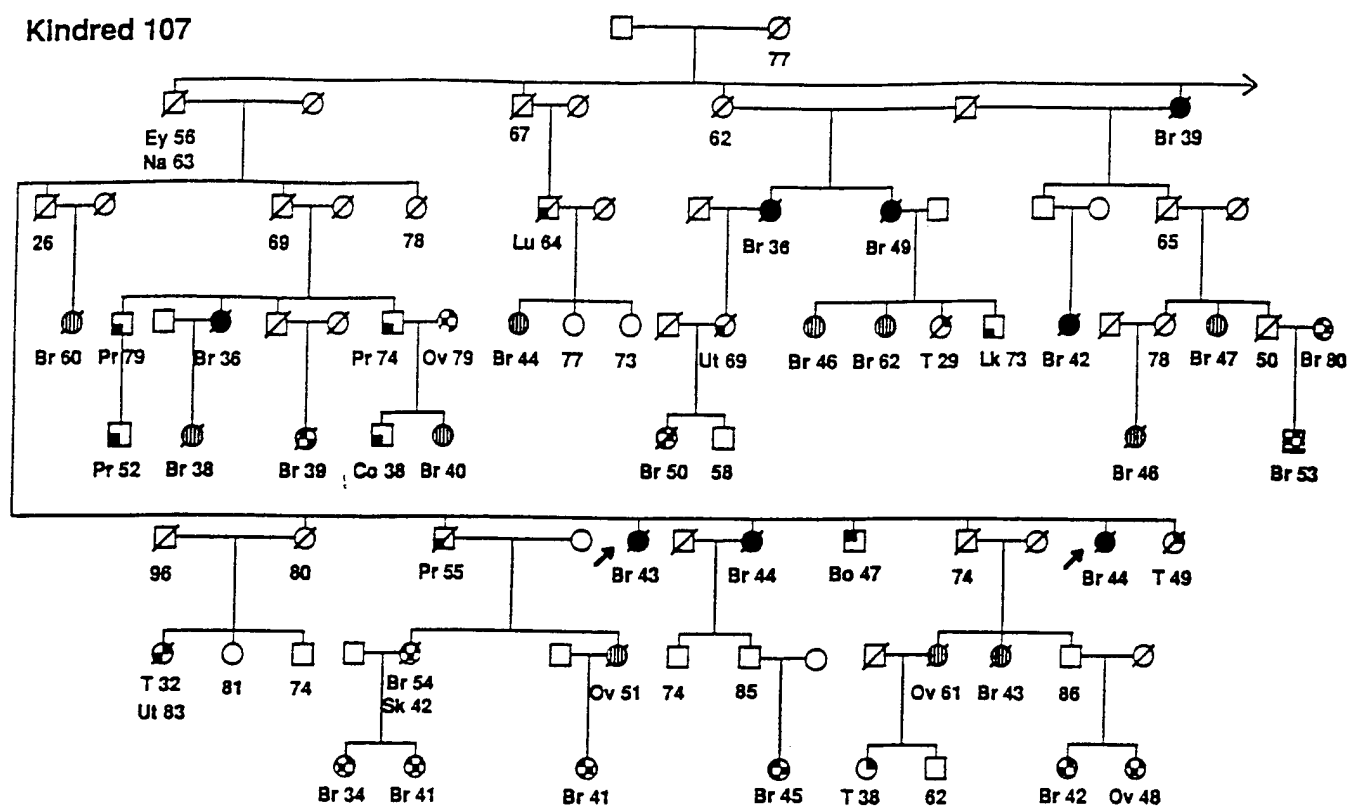 Kindred 107
77
Ey 56 67 62 Br 39
Na 63
26 69 78 Lu 64 Br 36 Br 49 65
Br 60 Pr 79 Br 36 Pr 74 Ov 79 Br 44 77 73 Ut 69 Br 46 Br 62 T 29 Lk 73 Br 42 78 Br 47 50 Br 80
Pr 52 Br 38 Br 39 Co 38 Br 40 Br 50 58 Br 46 Br 53
96 80 Pr 55 Br 43 Br 44 Bo 47 74 Br 44 T 49
T 32 81 74 Br 54 Ov 51 74 85 Ov 61 Br 43 86
Ut 83 Sk 42
Br 34 Br 41 Br 41 Br 45 T 38 62 Br 42 Ov 48